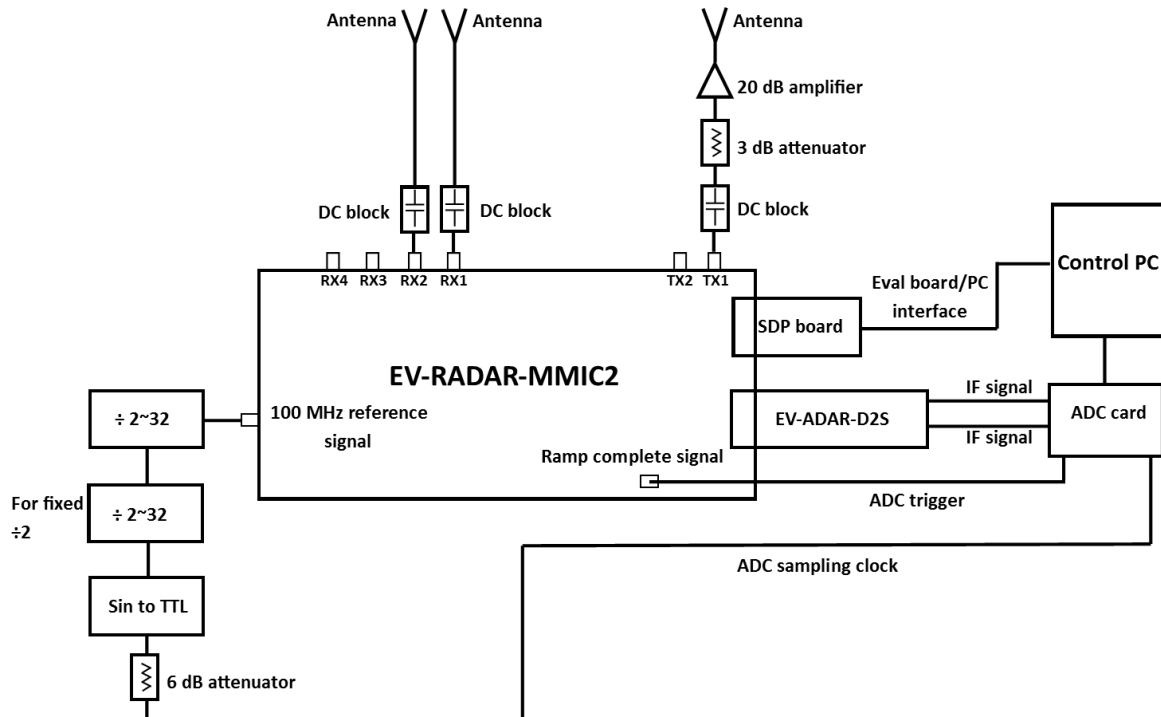 Antenna
Antenna
Antenna
20 dB amplifier
3 dB attenuator
DC block
DC block
DC block
RX4
RX3
RX2
RX1
TX2
TX1
Control PC
Eval board/PC
interface
SDP board
EV-RADAR-MMIC2
100 MHz reference
signal
÷ 2~32
IF signal
EV-ADAR-D2S
ADC card
IF signal
Ramp complete signal
ADC trigger
For fixed
÷2
÷ 2~32
ADC sampling clock
Sin to TTL
6 dB attenuator